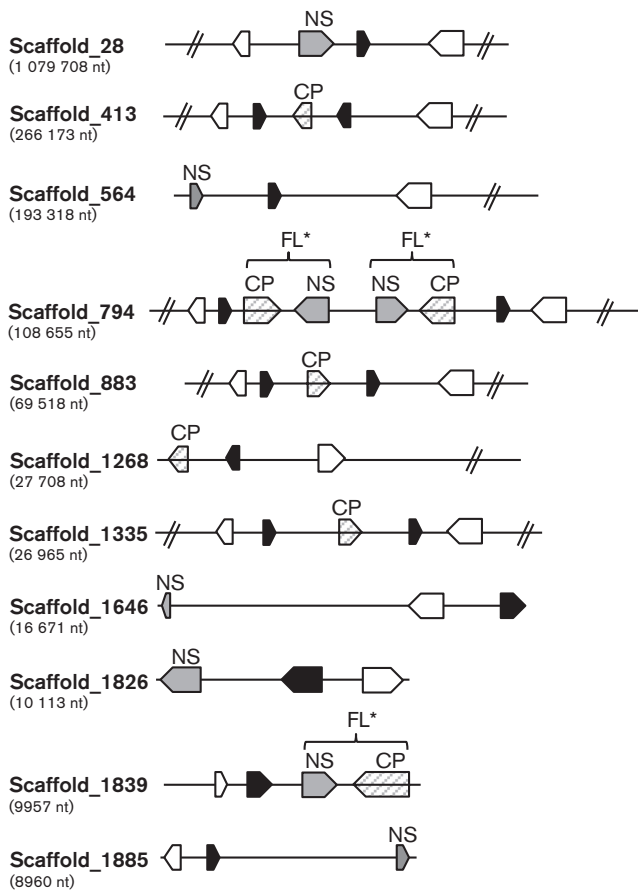 NS
Scaffold_28
(1 079 708 nt)
CP
Scaffold_413
(266 173 nt)
NS
Scaffold_564
(193 318 nt)
FL* FL*
CP NS NS CP
Scaffold_794
(108 655 nt)
CP
Scaffold_883
(69 518 nt)
CP
Scaffold_1268
(27 708 nt)
CP
Scaffold_1335
(26 965 nt)
NS
Scaffold_1646
(16 671 nt)
NS
Scaffold_1826
(10 113 nt)
FL*
NS CP
Scaffold_1839
(9957 nt)
NS
Scaffold_1885
(8960 nt)